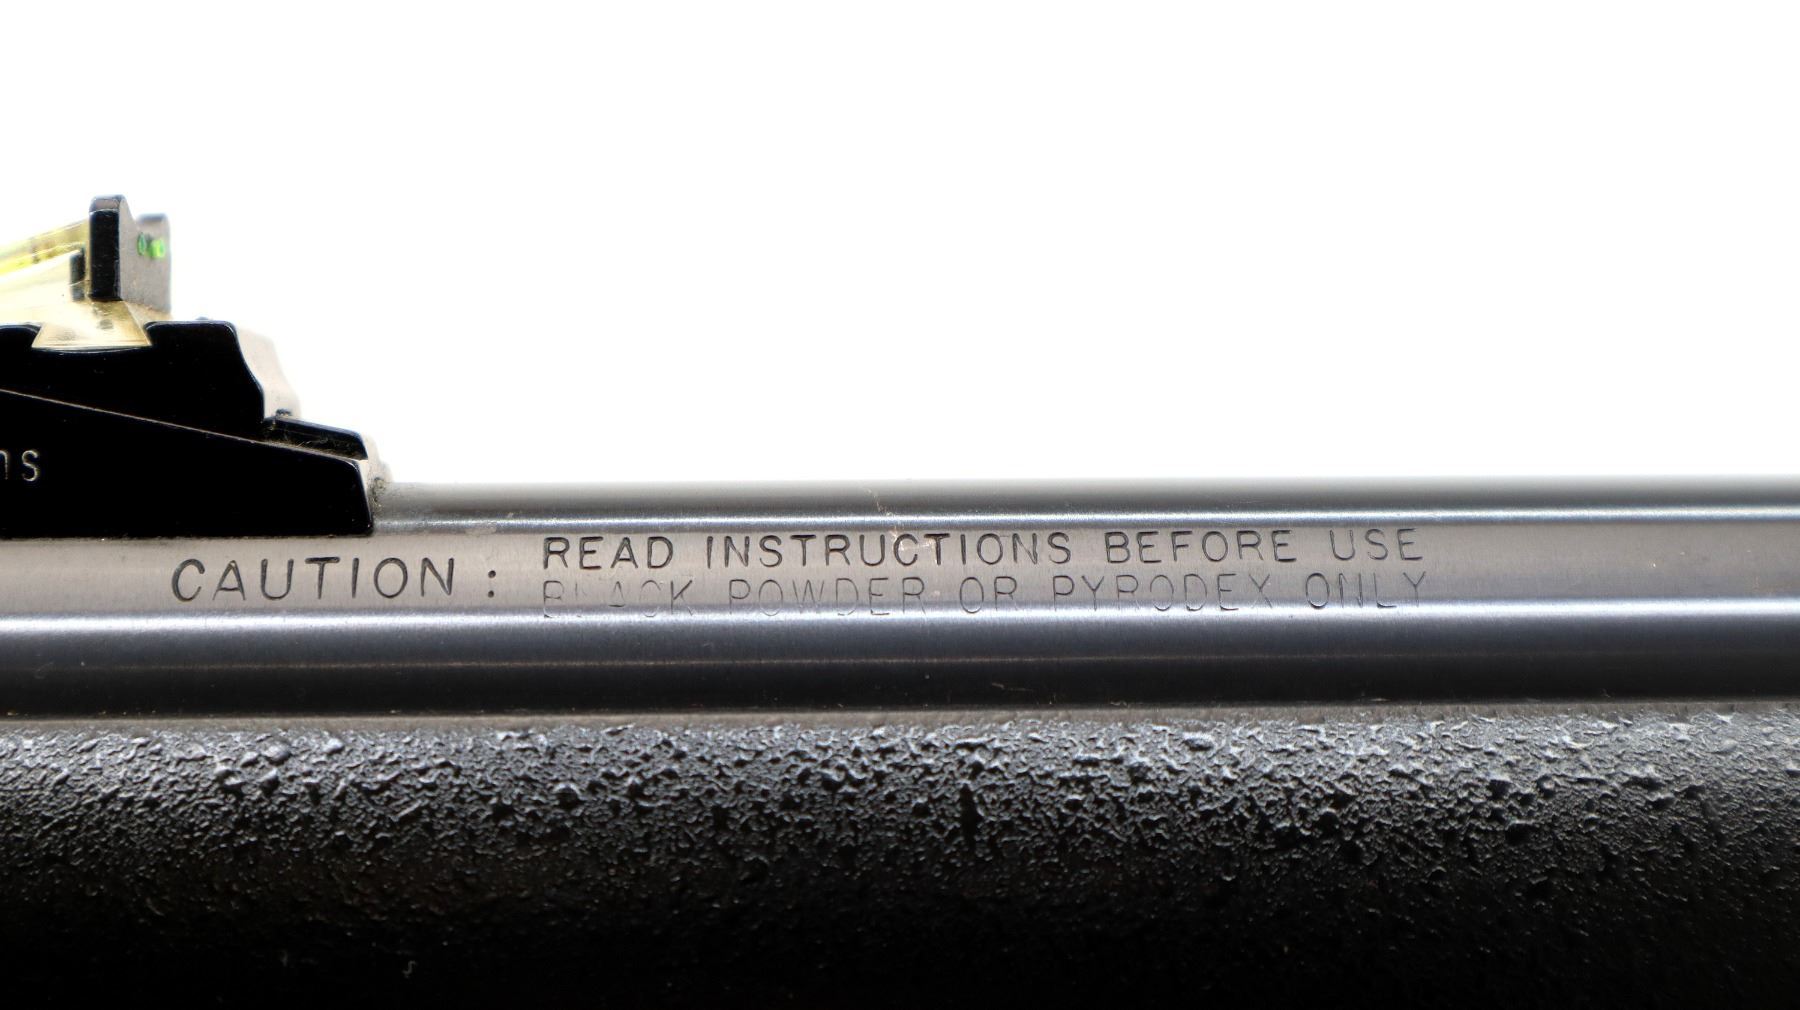 CAUTION : READ INSTRUCTIONS BEFORE USE
BLACK POWDER OR PYRODEX ONLY